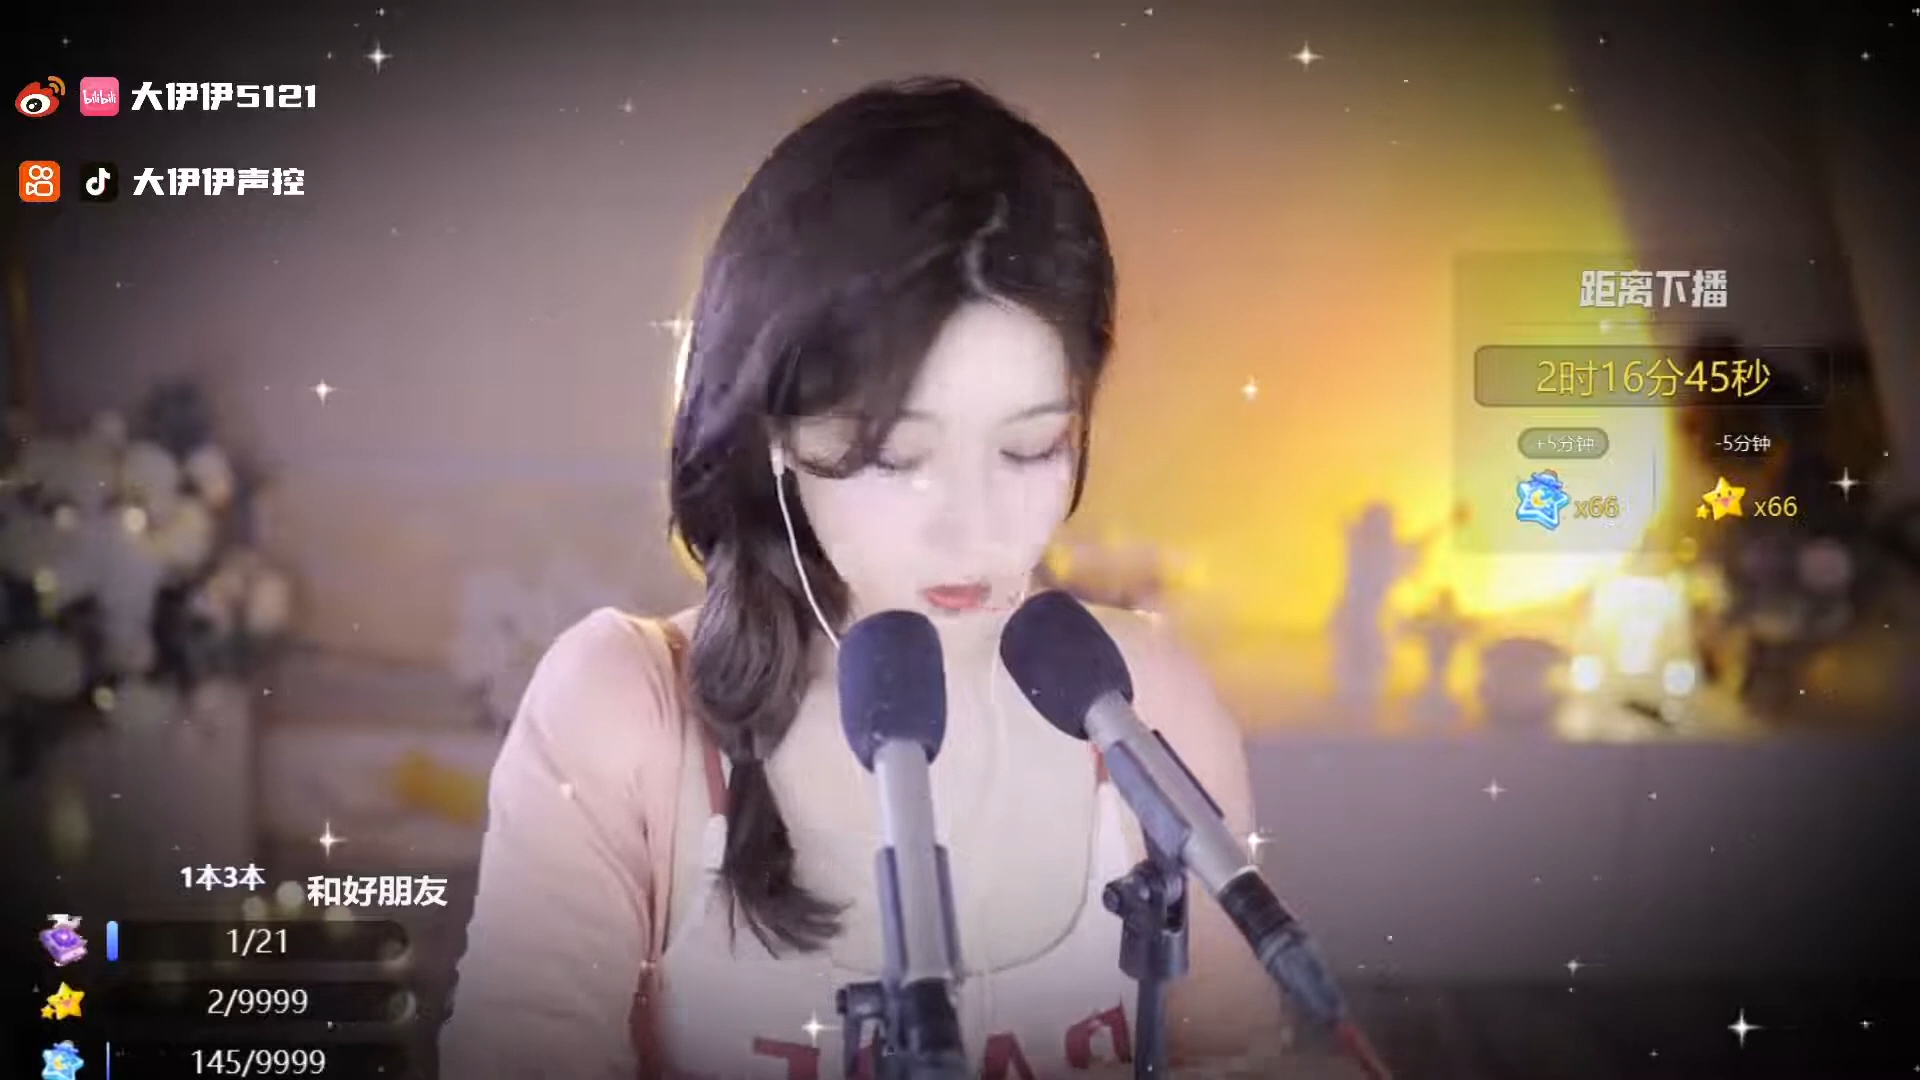 bilibili 大伊伊5121
大伊伊声控
距离下播
2时16分45秒
+5分钟 -5分钟
x66 x66
1本3本
和好朋友
1/21
2/9999
145/9999